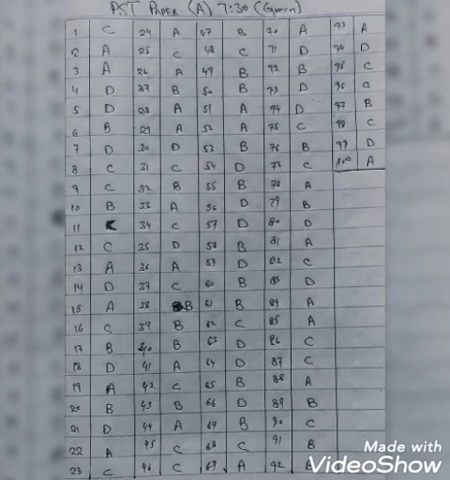 PST PAPER (A) 7:30 (Green)
1 C 24 A 47 B 70 A 93 A
2 A 25 C 48 C 71 D 94 D
3 A 26 A 49 B 72 B 95 C
4 D 27 B 50 B 73 D 96
5 D 28 A 51 A 74 D 97 B
6 B 29 A 52 A 75 C 98 C
7 D 30 D 53 B 76 B 99 D
8 C 31 C 54 D 77 C 100 A
9 C 32 B 55 B 78 A
10 B 33 A 56 D 79 B
11 34 C 57 D 80 D
12 C 35 D 58 B 81 A
13 A 36 A 59 D 82 C
14 D 37 C 60 B 83 D
15 A 38 B 61 B 84 A
16 C 39 B 62 C 85 A
17 B 40 B 63 D 86 C
18 D 41 A 64 D 87 C
19 A 42 C 65 B 88 A
20 B 43 B 66 D 89 B
21 D 44 A 67 B 90 C
22 A 45 C 68 C 91 B
23 C 46 C 69 A 92
Made with
VideoShow